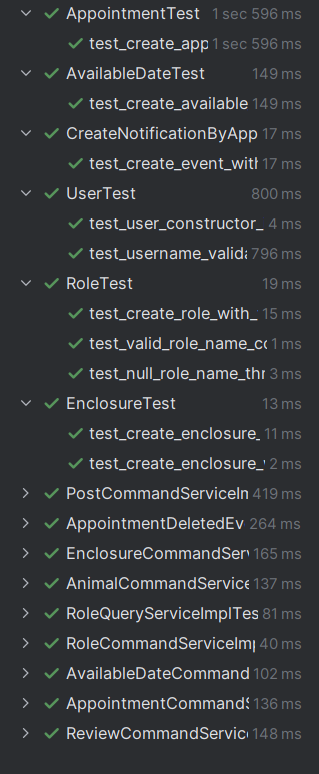 AppointmentTest 1 sec 596 ms
test_create_app 1 sec 596 ms
AvailableDateTest 149 ms
test_create_available 149 ms
CreateNotificationByApp 17 ms
test_create_event_with 17 ms
UserTest 800 ms
test_user_constructor_ 4 ms
test_username_valida 796 ms
RoleTest 19 ms
test_create_role_with_ 15 ms
test_valid_role_name_co 1 ms
test_null_role_name_thr 3 ms
EnclosureTest 13 ms
test_create_enclosure_ 11 ms
test_create_enclosure_ 2 ms
PostCommandServiceIm 419 ms
AppointmentDeletedEv 264 ms
EnclosureCommandServ 165 ms
AnimalCommandService 137 ms
RoleQueryServiceImplTes 81 ms
RoleCommandServiceImp 40 ms
AvailableDateCommand 102 ms
AppointmentCommandS 136 ms
ReviewCommandService 148 ms